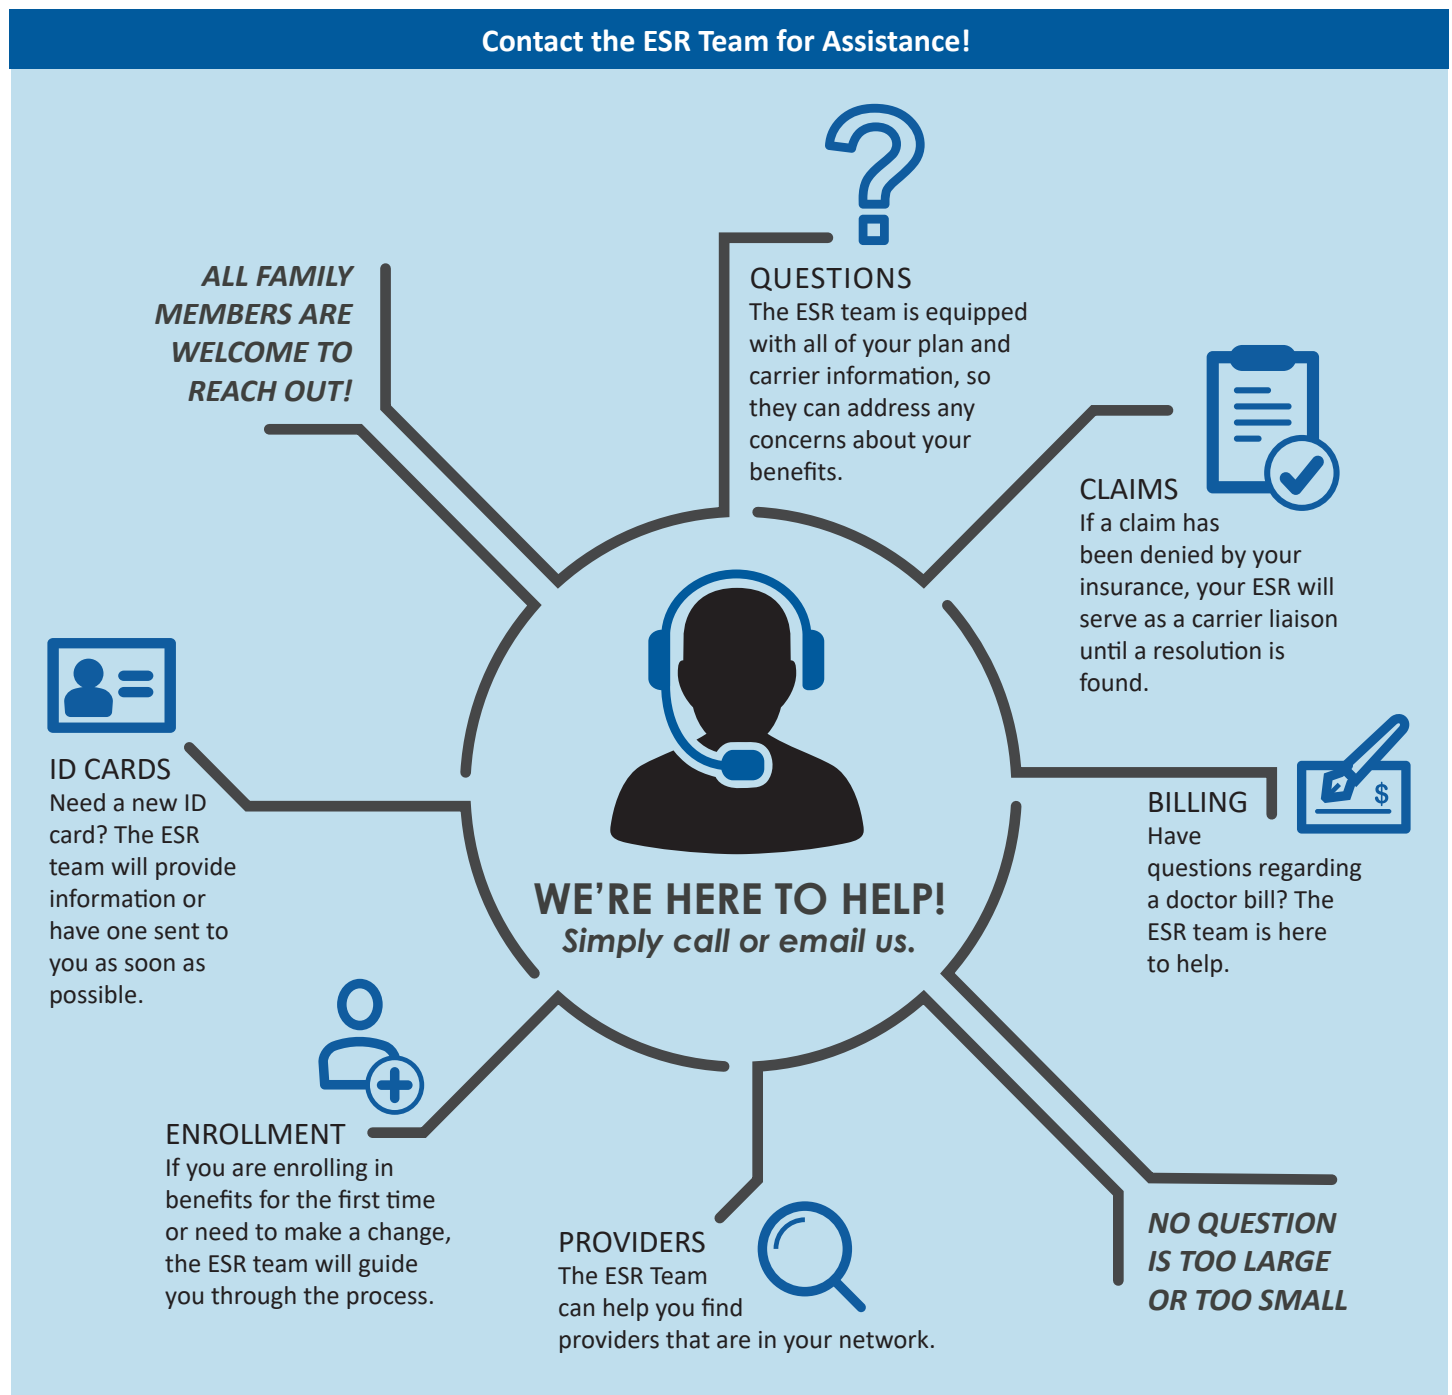 Contact the ESR Team for Assistance!
ALL FAMILY
MEMBERS ARE
WELCOME TO
REACH OUT!
QUESTIONS
The ESR team is equipped
with all of your plan and
carrier information, so
they can address any
concerns about your
benefits.
CLAIMS
If a claim has
been denied by your
insurance, your ESR will
serve as a carrier liaison
until a resolution is
found.
ID CARDS
Need a new ID
card? The ESR
team will provide
information or
have one sent to
you as soon as
possible.
BILLING
$
Have
questions regarding
a doctor bill? The
ESR team is here
to help.
WE'RE HERE TO HELP!
Simply call or email us.
ENROLLMENT
If you are enrolling in
benefits for the first time
or need to make a change,
the ESR team will guide
you through the process.
PROVIDERS
The ESR Team
can help you find
providers that are in your network.
NO QUESTION
IS TOO LARGE
OR TOO SMALL